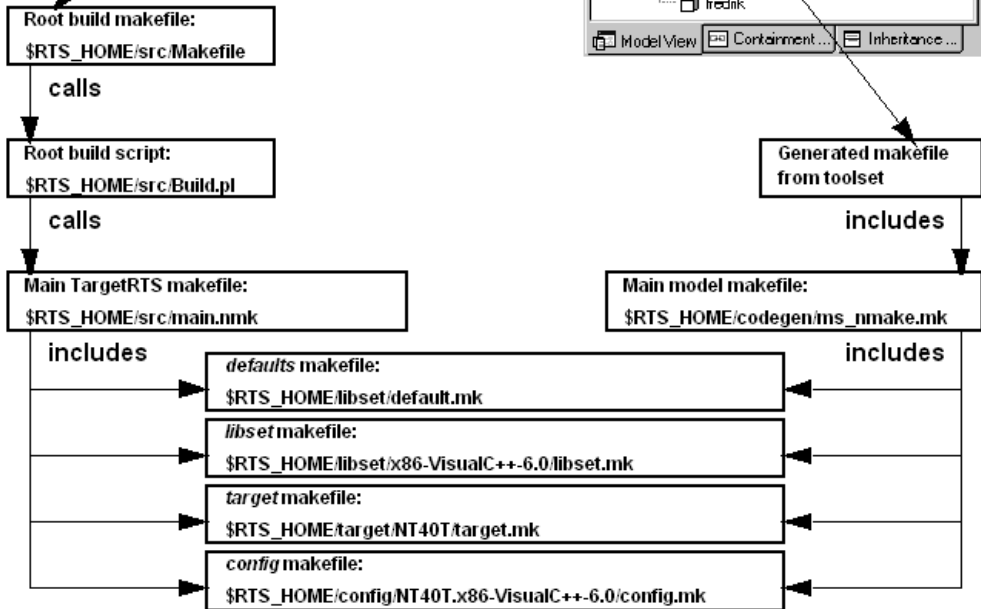 fredrik
Model View Containment ... Inheritance ...
Root build makefile:
$RTS_HOME/src/Makefile
calls
Root build script:
$RTS_HOME/src/Build.pl
calls
Generated makefile
from toolset
includes
Main TargetRTS makefile:
$RTS_HOME/src/main.nmk
includes
Main model makefile:
$RTS_HOME/codegen/ms_nmake.mk
includes
defaults makefile:
$RTS_HOME/libset/default.mk
libset makefile:
$RTS_HOME/libset/x86-VisualC++-6.0/libset.mk
target makefile:
$RTS_HOME/target/NT40T/target.mk
config makefile:
$RTS_HOME/config/NT40T.x86-VisualC++-6.0/config.mk